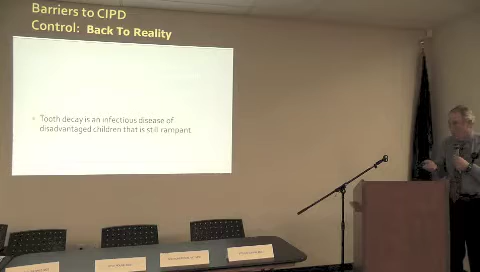 Barriers to CIPD
Control: Back To Reality
Tooth decay is an infectious disease of
disadvantaged children that is still rampant.